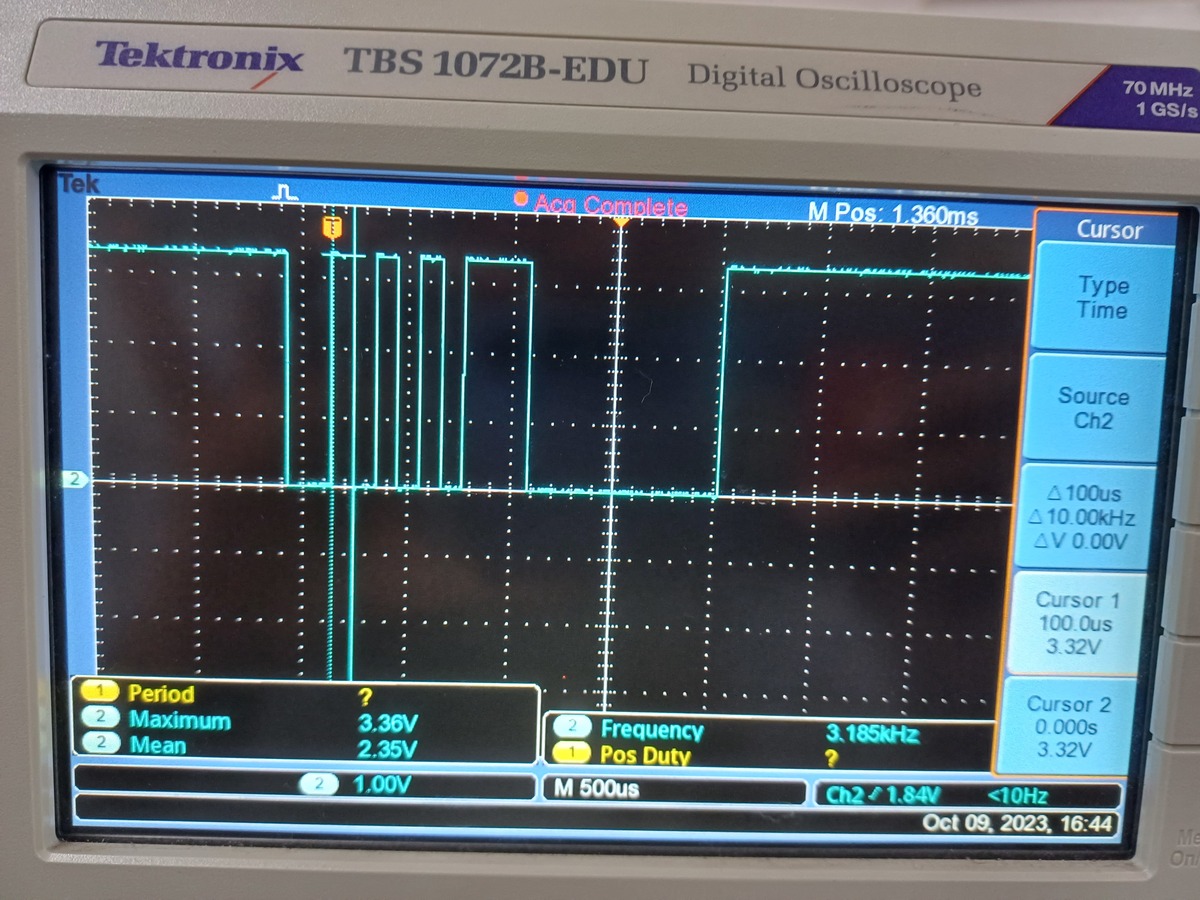 Tektronix TBS 1072B-EDU Digital Oscilloscope
70 MHz
1 GS/s
Tek
Acq Complete
M Pos: 1.360ms
T
2
Cursor
Type
Time
Source
Ch2
Δ100us
Δ10.00kHz
ΔV 0.00V
Cursor 1
100.0us
3.32V
Cursor 2
0.000s
3.32V
1 Period ?
2 Maximum 3.36V
2 Mean 2.35V
2 Frequency 3.185kHz
1 Pos Duty ?
2 1.00V
M 500us
Ch2 1.84V <10Hz
Oct 09, 2023, 16:44